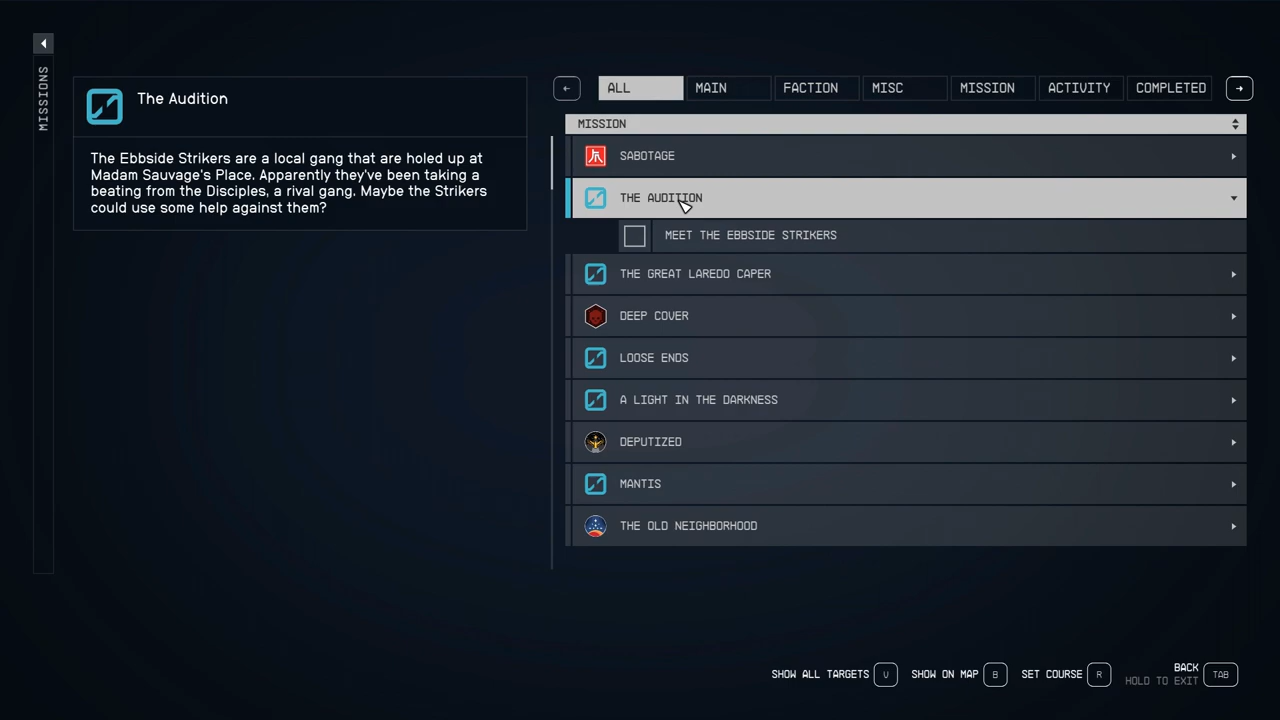 MISSIONS
The Audition
The Ebbside Strikers are a local gang that are holed up at
Madam Sauvage's Place. Apparently they've been taking a
beating from the Disciples, a rival gang. Maybe the Strikers
could use some help against them?
ALL MAIN FACTION MISC MISSION ACTIVITY COMPLETED
MISSION
SABOTAGE
THE AUDITION
MEET THE EBBSIDE STRIKERS
THE GREAT LAREDO CAPER
DEEP COVER
LOOSE ENDS
A LIGHT IN THE DARKNESS
DEPUTIZED
MANTIS
THE OLD NEIGHBORHOOD
SHOW ALL TARGETS V SHOW ON MAP B SET COURSE R BACK TAB
HOLD TO EXIT